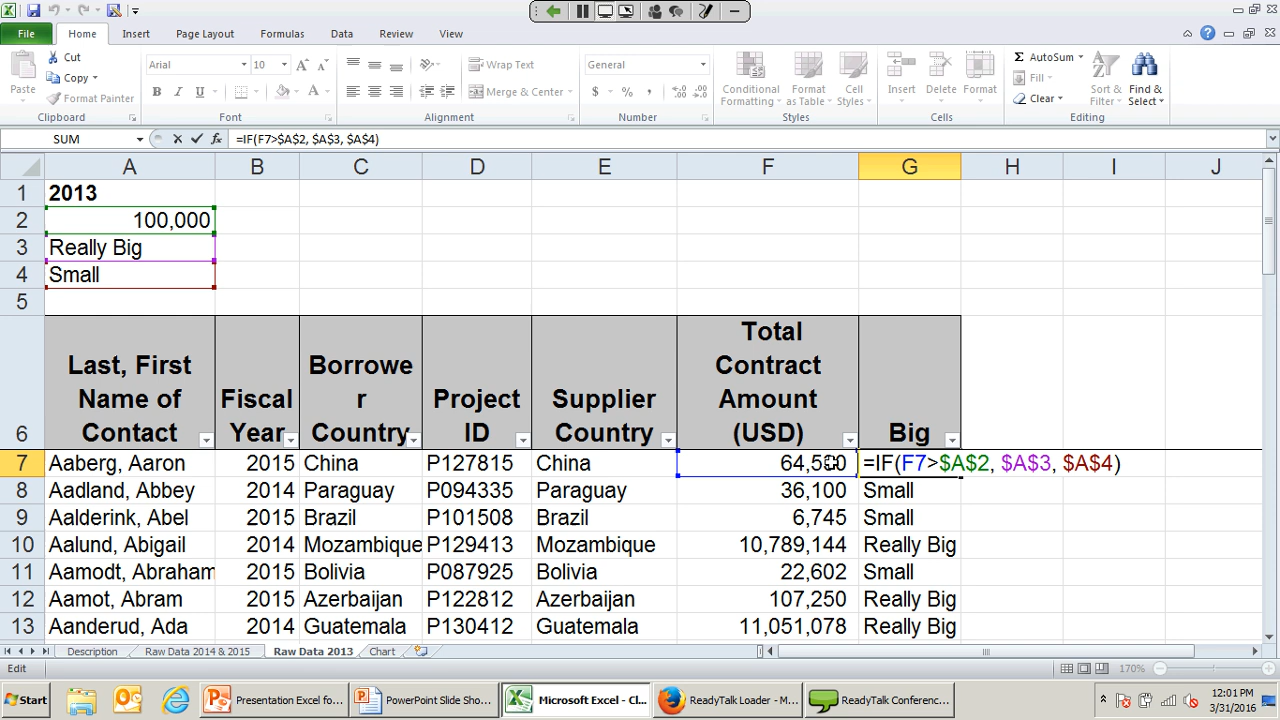 File Home Insert Page Layout Formulas Data Review View
Cut
Copy
Format Painter
Paste
Clipboard
Arial 10
B I U
Font
Wrap Text
Merge & Center
Alignment
General
$ % ,
Number
Conditional Formatting
Format as Table
Cell Styles
Styles
Insert Delete Format
Cells
AutoSum
Fill
Clear
Sort & Filter
Find & Select
Editing
SUM fx =IF(F7>$A$2, $A$3, $A$4)
A B C D E F G H I J
1 2013
2 100,000
3 Really Big
4 Small
5
6 Last, First Name of Contact Fiscal Year Borrowe r Country Project ID Supplier Country Total Contract Amount (USD) Big
7 Aaberg, Aaron 2015 China P127815 China 64,500 =IF(F7>$A$2, $A$3, $A$4)
8 Aadland, Abbey 2014 Paraguay P094335 Paraguay 36,100 Small
9 Aalderink, Abel 2015 Brazil P101508 Brazil 6,745 Small
10 Aalund, Abigail 2014 Mozambique P129413 Mozambique 10,789,144 Really Big
11 Aamodt, Abraham 2015 Bolivia P087925 Bolivia 22,602 Small
12 Aamot, Abram 2015 Azerbaijan P122812 Azerbaijan 107,250 Really Big
13 Aanderud, Ada 2014 Guatemala P130412 Guatemala 11,051,078 Really Big
Description Raw Data 2014 & 2015 Raw Data 2013 Chart
Edit 170%
Start Presentation Excel fo... PowerPoint Slide Sho... Microsoft Excel - Cl... ReadyTalk Loader - M... ReadyTalk Conferenc...
12:01 PM
3/31/2016